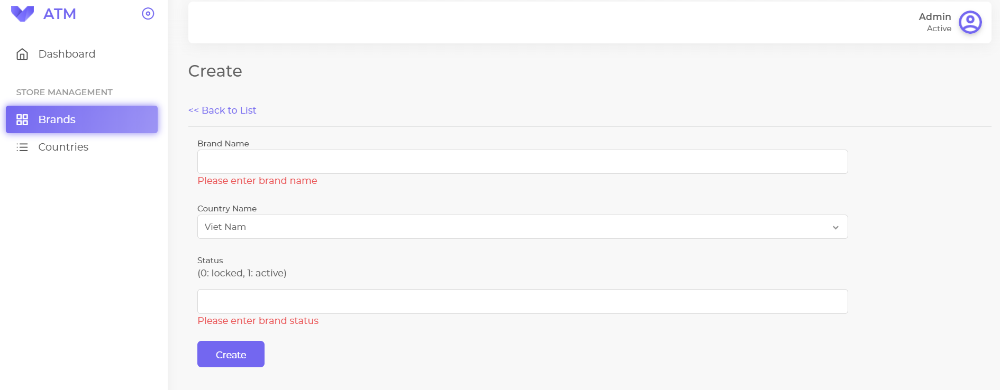 ATM
Dashboard
STORE MANAGEMENT
Brands
Countries
Admin
Active
Create
<< Back to List
Brand Name
Please enter brand name
Country Name
Viet Nam
Status
(0: locked, 1: active)
Please enter brand status
Create